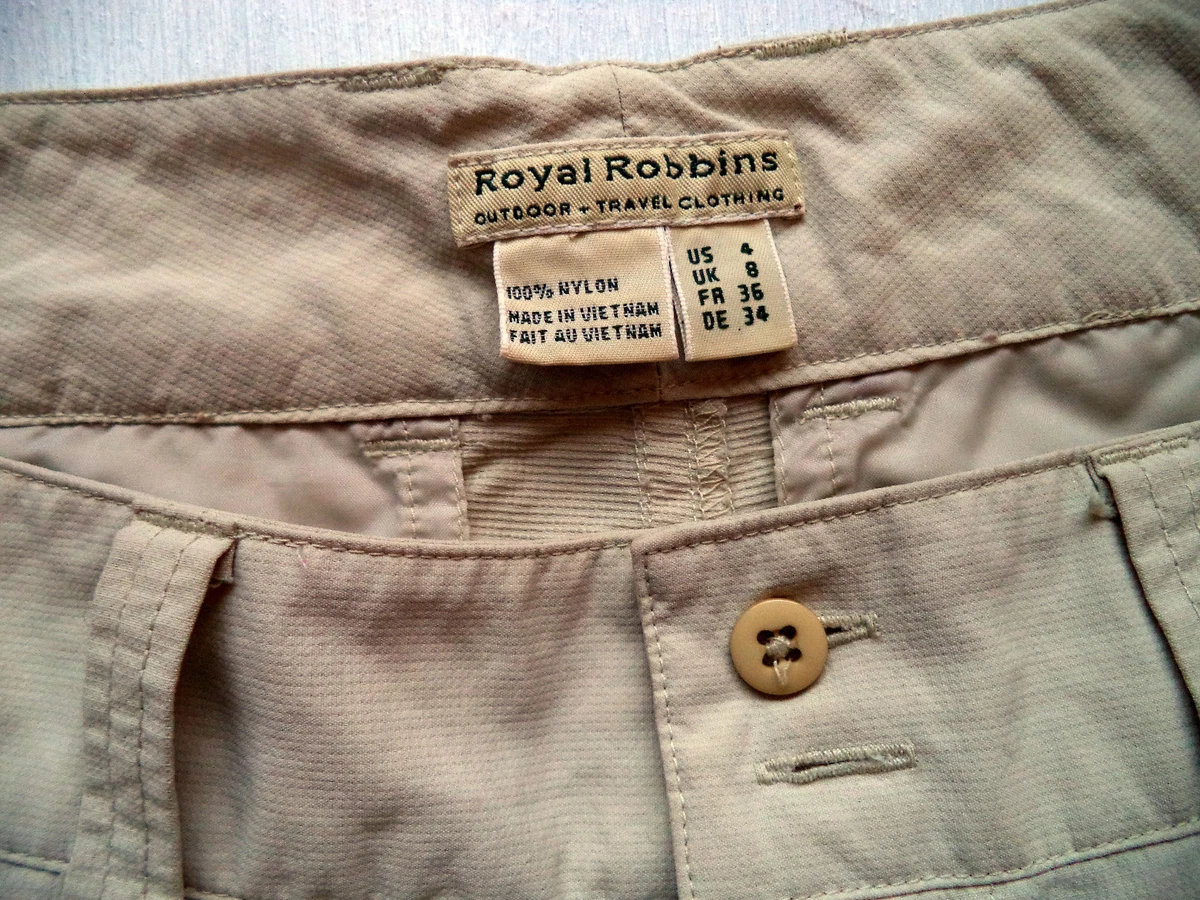 Royal Robbins
OUTDOOR + TRAVEL CLOTHING
100% NYLON
MADE IN VIETNAM
FAIT AU VIETNAM
US 4
UK 8
FR 36
DE 34